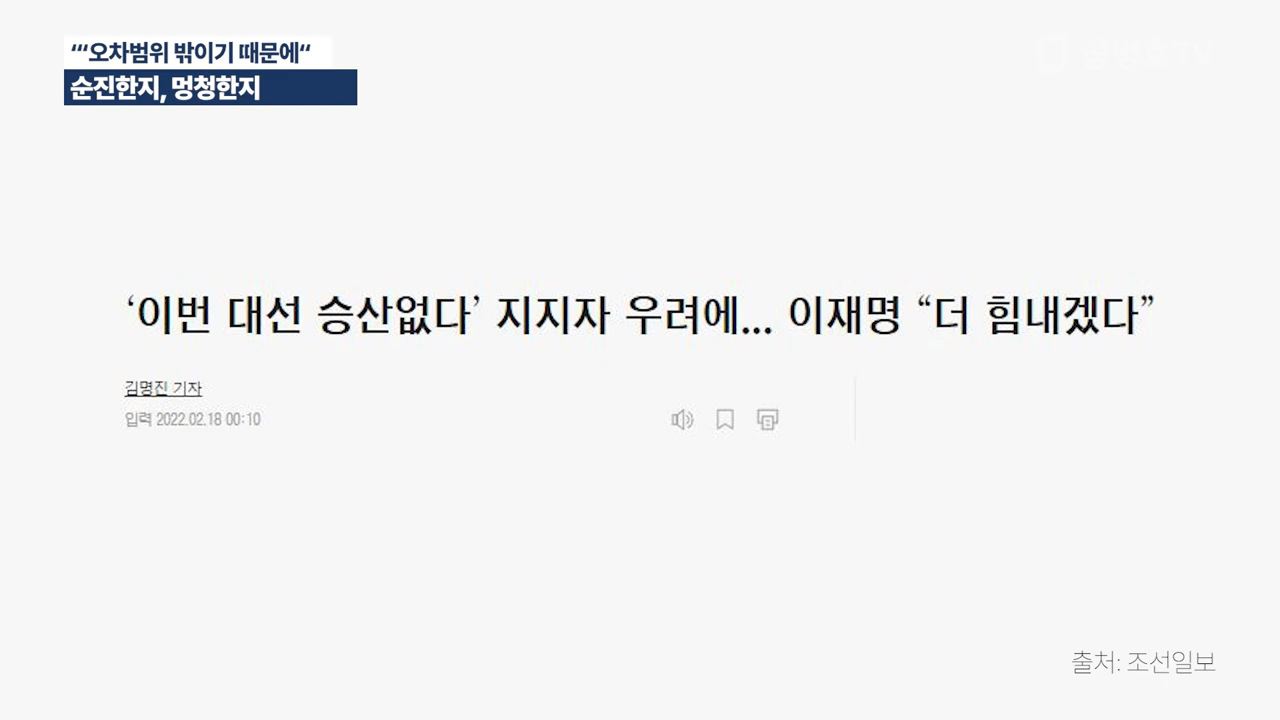 “‘오차범위 밖이기 때문에“
순진한지, 멍청한지
‘이번 대선 승산없다’ 지지자 우려에... 이재명 “더 힘내겠다”
김명진 기자
입력 2022.02.18 00:10
출처: 조선일보